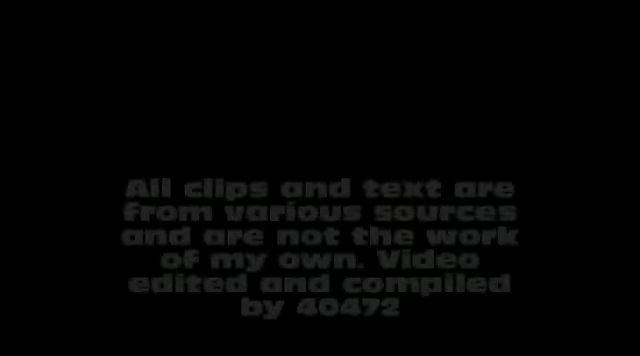 All clips and text are
from various sources
and are not the work
of my own. Video
edited and compiled
by 40472